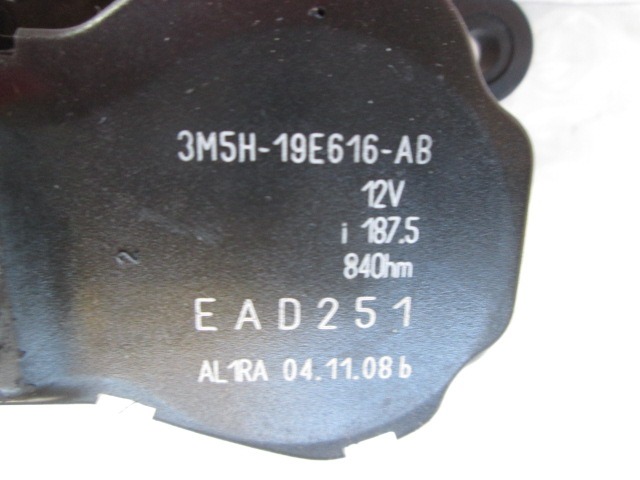 3M5H-19E616-AB
12V
i 187.5
84Ohm
EAD251
AL1RA 04.11.08 b